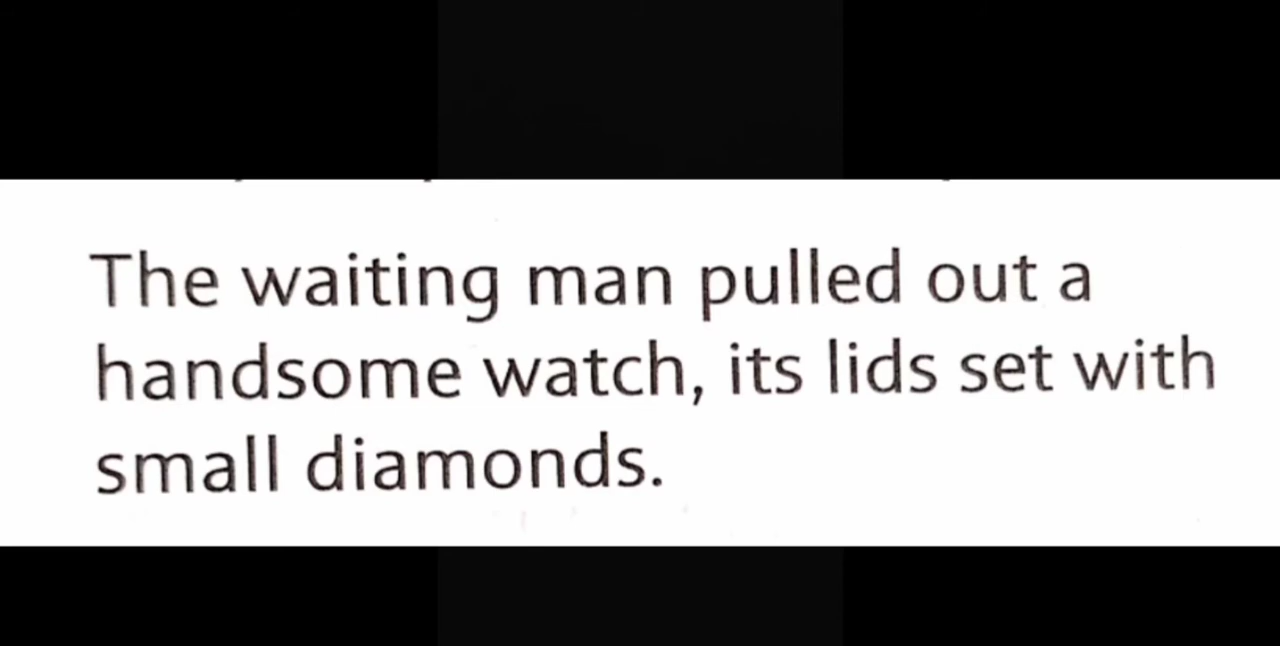 The waiting man pulled out a
handsome watch, its lids set with
small diamonds.